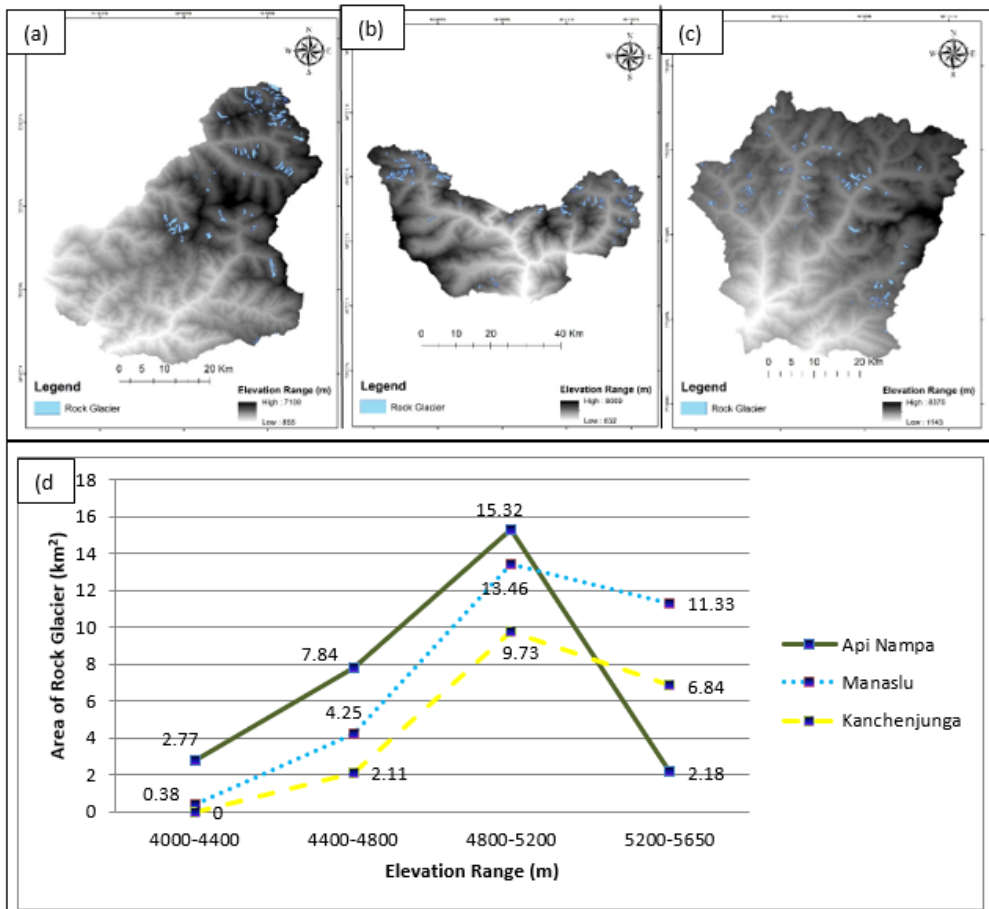 (a)
N
W E
S
0 5 10 20 Km
Legend
Rock Glacier
Elevation Range (m)
(b)
N
W E
S
0 10 20 40 Km
Legend
Rock Glacier
Elevation Range (m)
(c)
N
W E
S
0 5 10 20 Km
Legend
Rock Glacier
Elevation Range (m)
High : 8375
Low : 1143
(d
Area of Rock Glacier (km²)
18
16
14
12
10
8
6
4
2
0
15.32
13.46
11.33
9.73
7.84
6.84
4.25
2.77
2.11
2.18
0.38
0
4000-4400
4400-4800
4800-5200
5200-5650
Elevation Range (m)
Api Nampa
Manaslu
Kanchenjunga